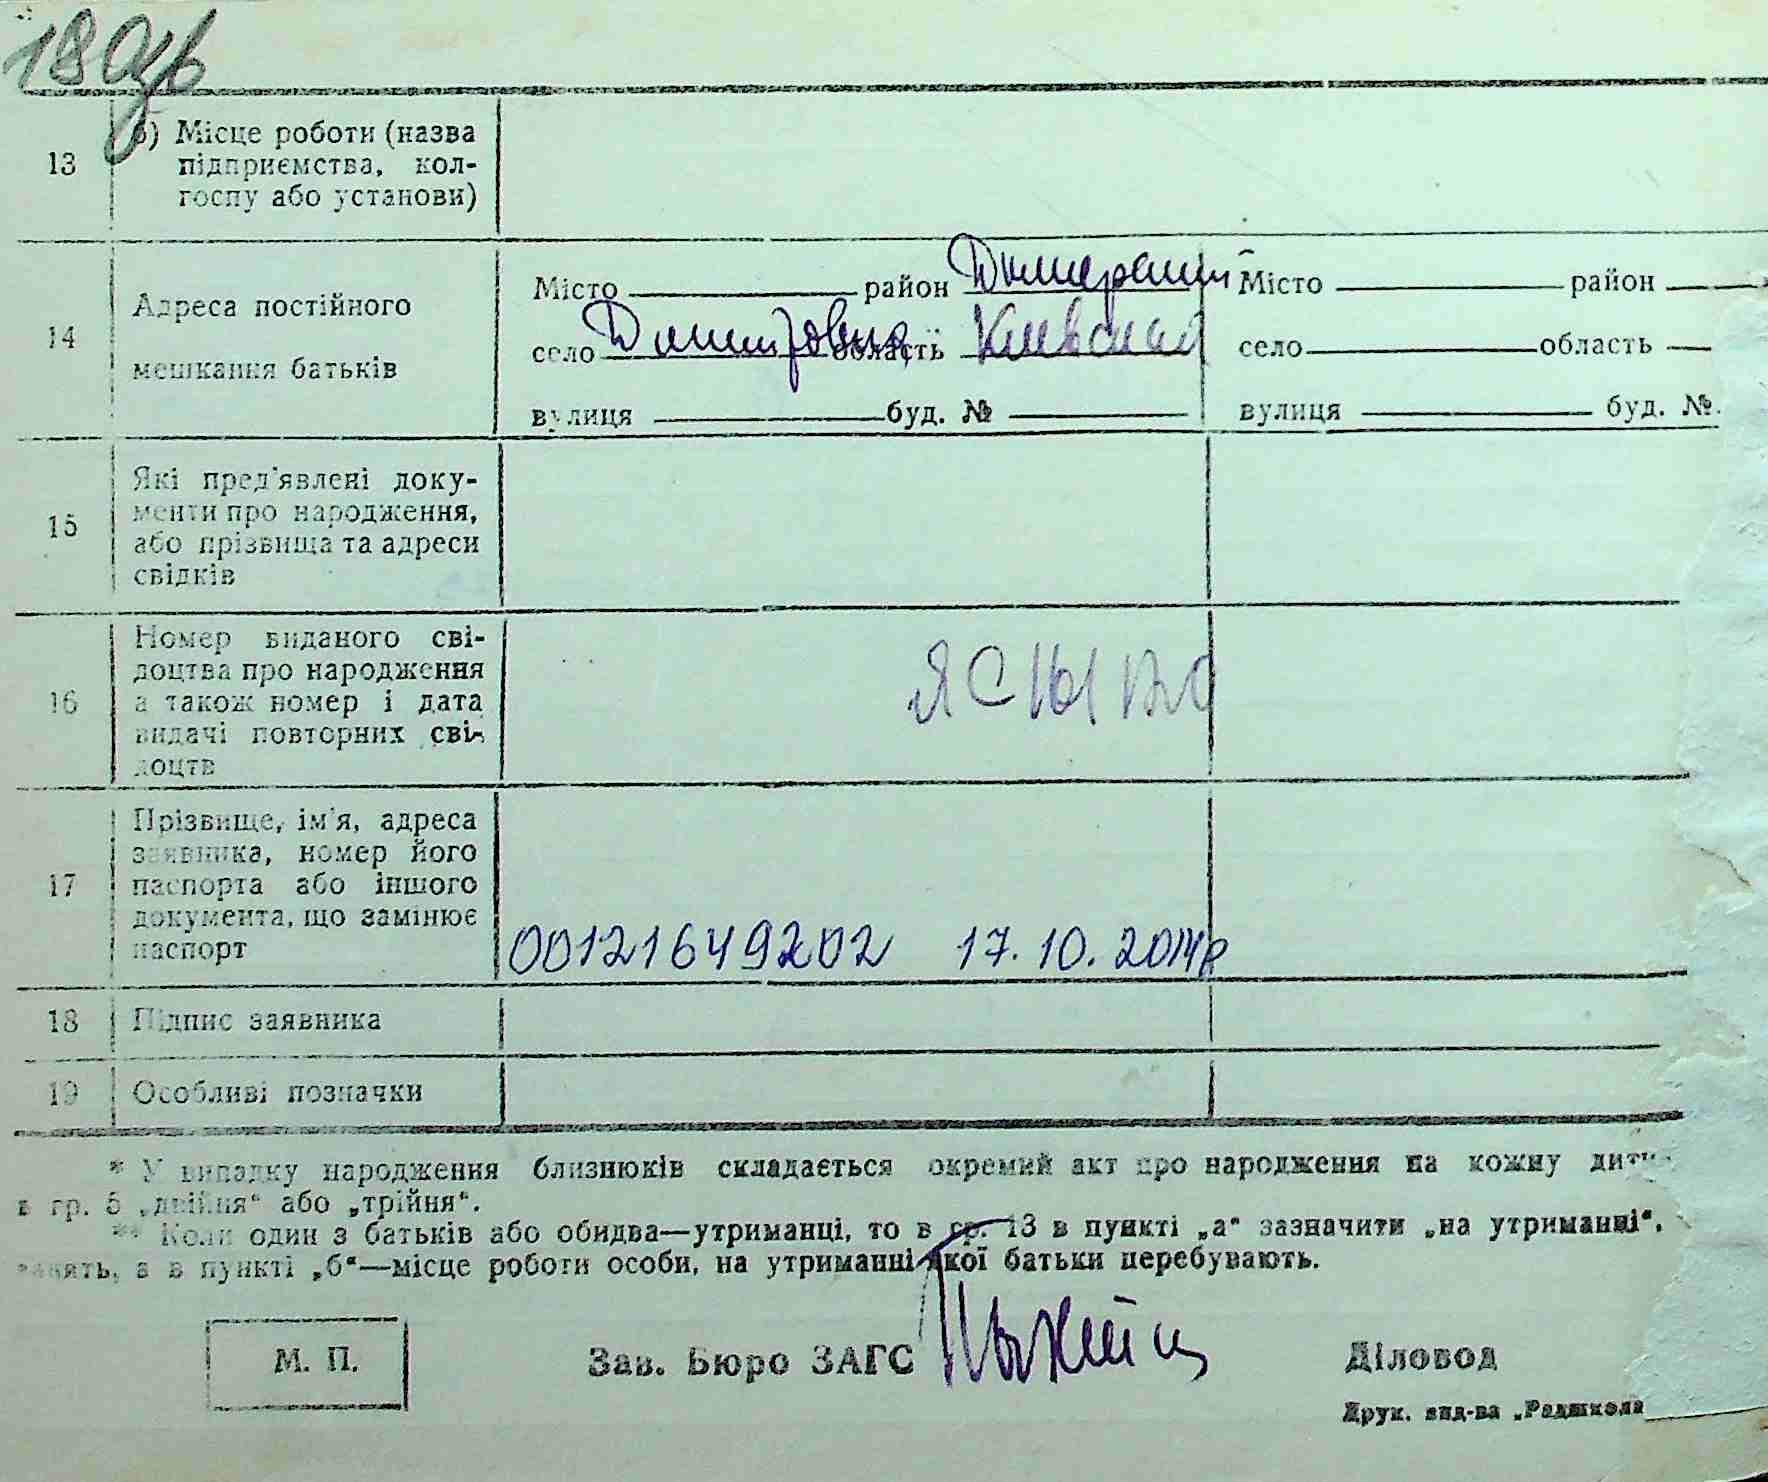 13 б) Місце роботи (назва
підприємства, кол-
госпу або установи)
14 Адреса постійного
мешкання батьків
Місто район Димерский
село Дмитровка область Киевская
вулиця буд. №
Місто район
село область
вулиця буд. №
15 Які пред'явлені доку-
менти про народження,
або прізвища та адреси
свідків
16 Номер виданого сві-
доцтва про народження
а також номер і дата
видачі повторних сві-
доцтв
17 Прізвище, ім'я, адреса
заявника, номер його
паспорта або іншого
документа, що замінює
паспорт
00121649202 17.10.2014р
18 Підпис заявника
19 Особливі позначки
* У випадку народження близнюків складається окремий акт про народження на кожну
в гр. 5 „двійня“ або „трійня“.
** Коли один з батьків або обидва—утриманці, то в гр. 13 в пункті „а“ зазначити „на утриманні“,
а в пункті „б“—місце роботи особи, на утриманні якої батьки перебувають.
М. П.
Зав. Бюро ЗАГС
Діловод
Друк. вид-ва „Радшкола